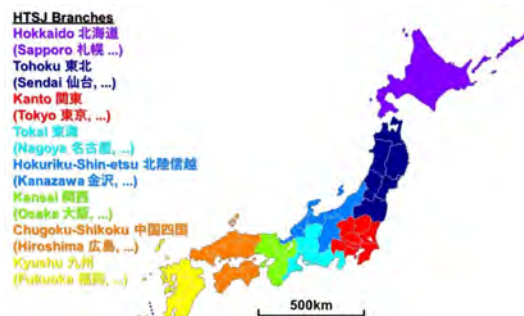 HTSJ Branches
Hokkaido 北海道
(Sapporo 札幌, ...)
Tohoku 東北
(Sendai 仙台, ...)
Kanto 関東
(Tokyo 東京, ...)
Tokai 東海
(Nagoya 名古屋, ...)
Hokuriku-Shin-etsu 北陸信越
(Kanazawa 金沢, ...)
Kansai 関西
(Osaka 大阪, ...)
Chugoku-Shikoku 中国四国
(Hiroshima 広島, ...)
Kyushu 九州
(Fukuoka 福岡, ...)
500km